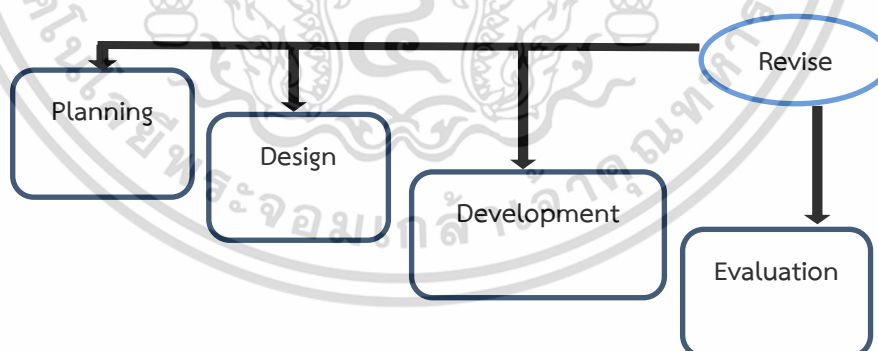 Revise
Planning
Design
Development
Evaluation